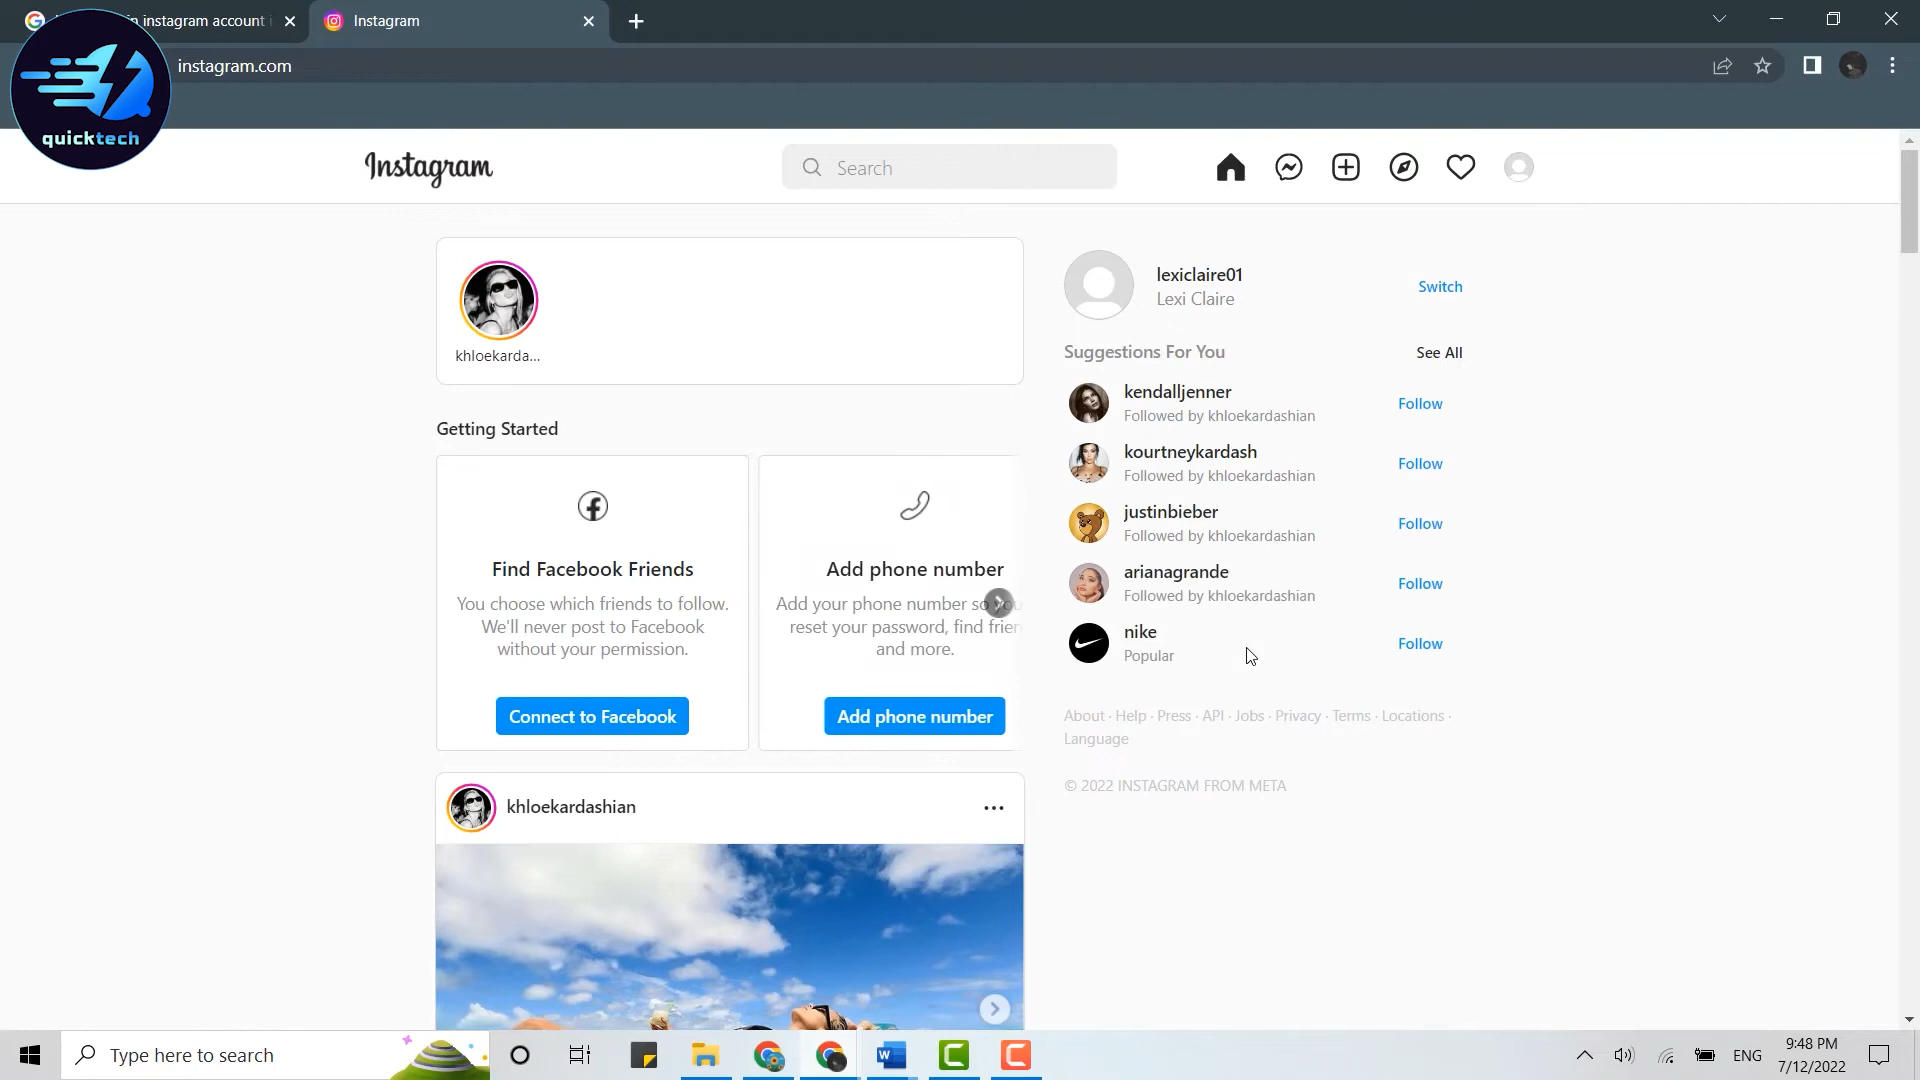 in instagram account i
Instagram
instagram.com
quicktech
Instagram
Search
khloekarda...
lexiclaire01
Lexi Claire
Switch
Suggestions For You
See All
kendalljenner
Followed by khloekardashian
Follow
kourtneykardash
Followed by khloekardashian
Follow
justinbieber
Followed by khloekardashian
Follow
arianagrande
Followed by khloekardashian
Follow
nike
Popular
Follow
About · Help · Press · API · Jobs · Privacy · Terms · Locations ·
Language
© 2022 INSTAGRAM FROM META
Getting Started
Find Facebook Friends
You choose which friends to follow.
We'll never post to Facebook
without your permission.
Connect to Facebook
Add phone number
Add your phone number so you
reset your password, find frien
and more.
Add phone number
khloekardashian
Type here to search
ENG
9:48 PM
7/12/2022